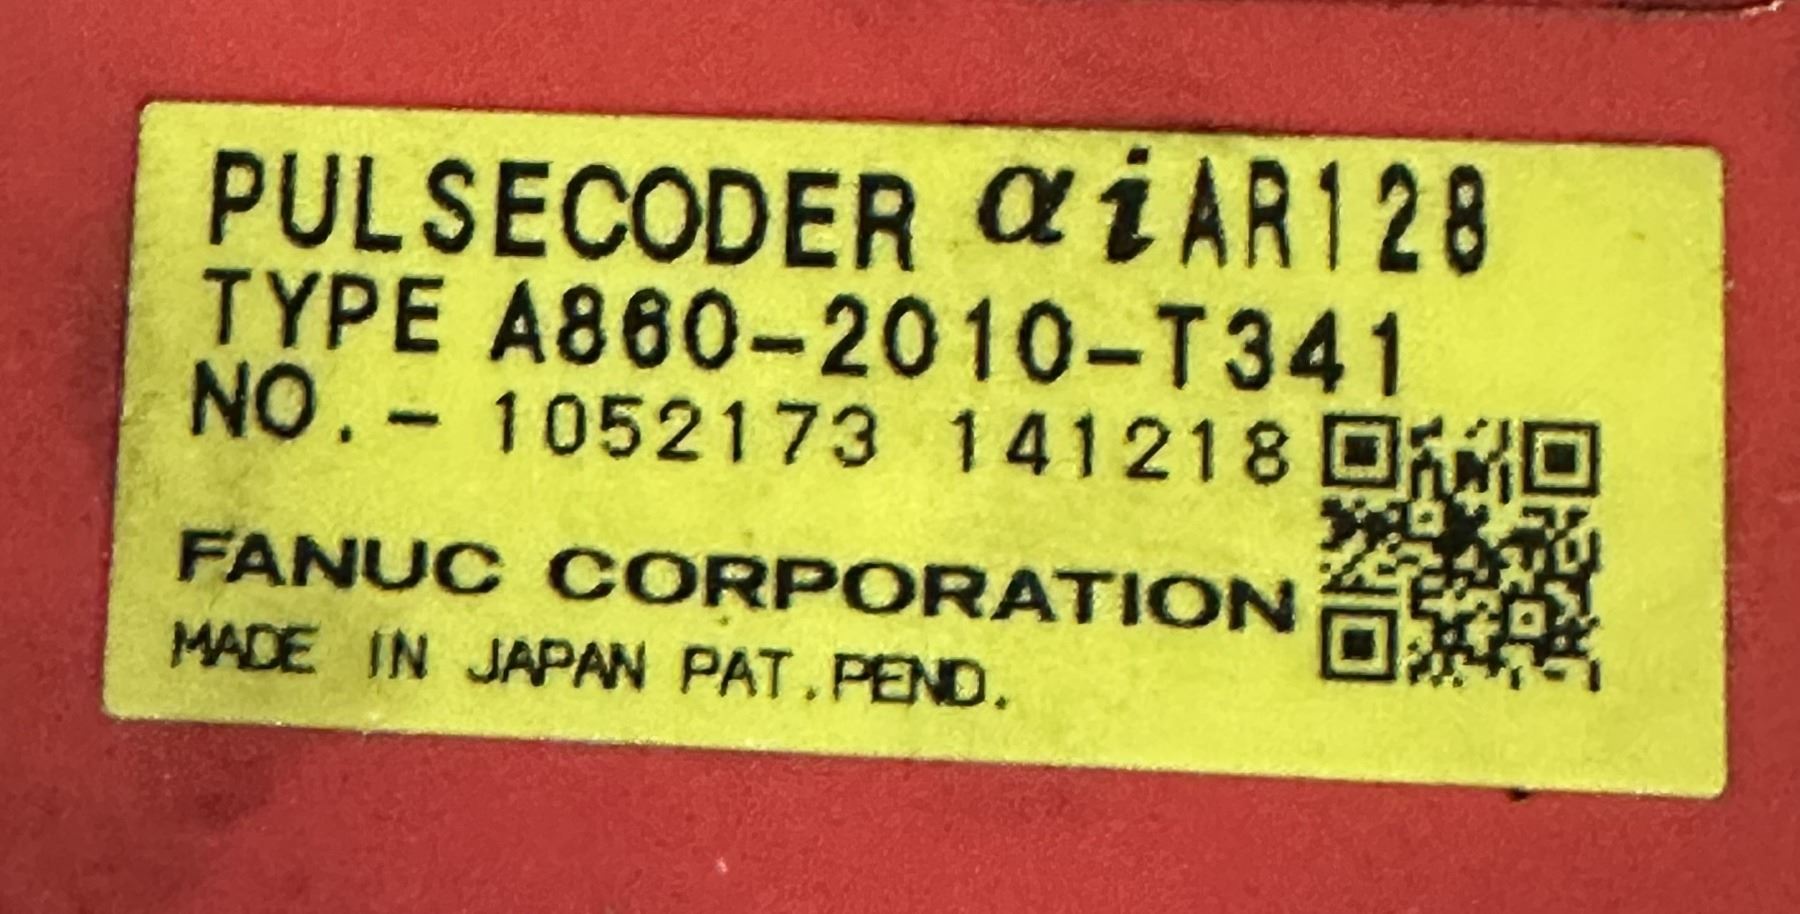 PULSECODER αiAR128
TYPE A860-2010-T341
NO.- 1052173 141218
FANUC CORPORATION
MADE IN JAPAN PAT.PEND.